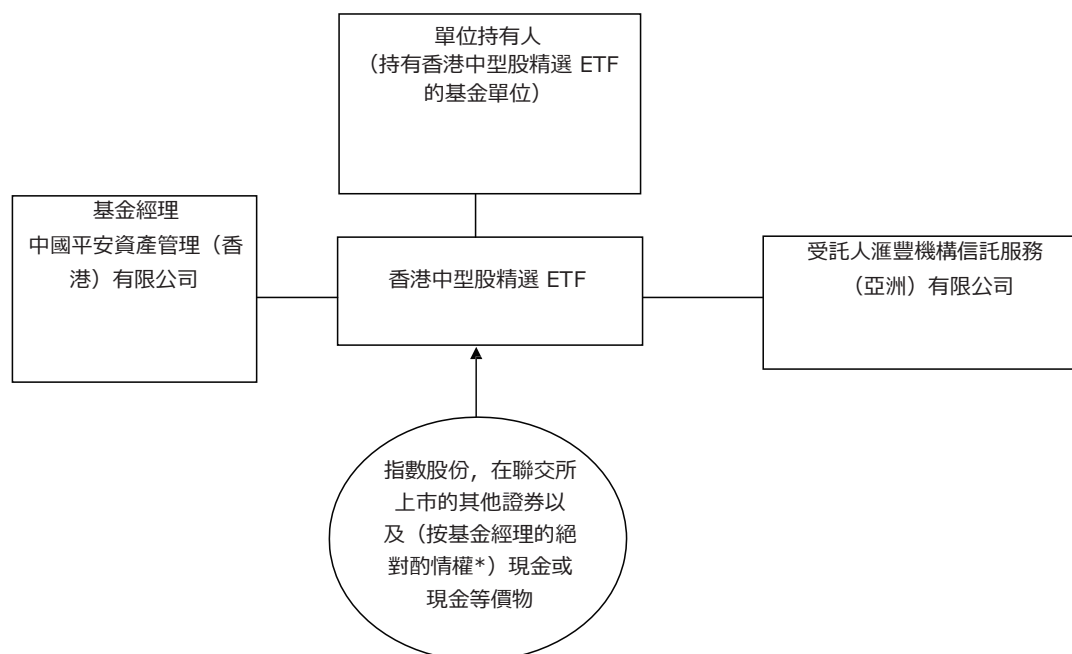 單位持有人
（持有香港中型股精選 ETF
的基金單位）
基金經理
中國平安資產管理（香
港）有限公司
香港中型股精選 ETF
受託人滙豐機構信託服務
（亞洲）有限公司
指數股份，在聯交所
上市的其他證券以
及（按基金經理的絕
對酌情權*）現金或
現金等價物